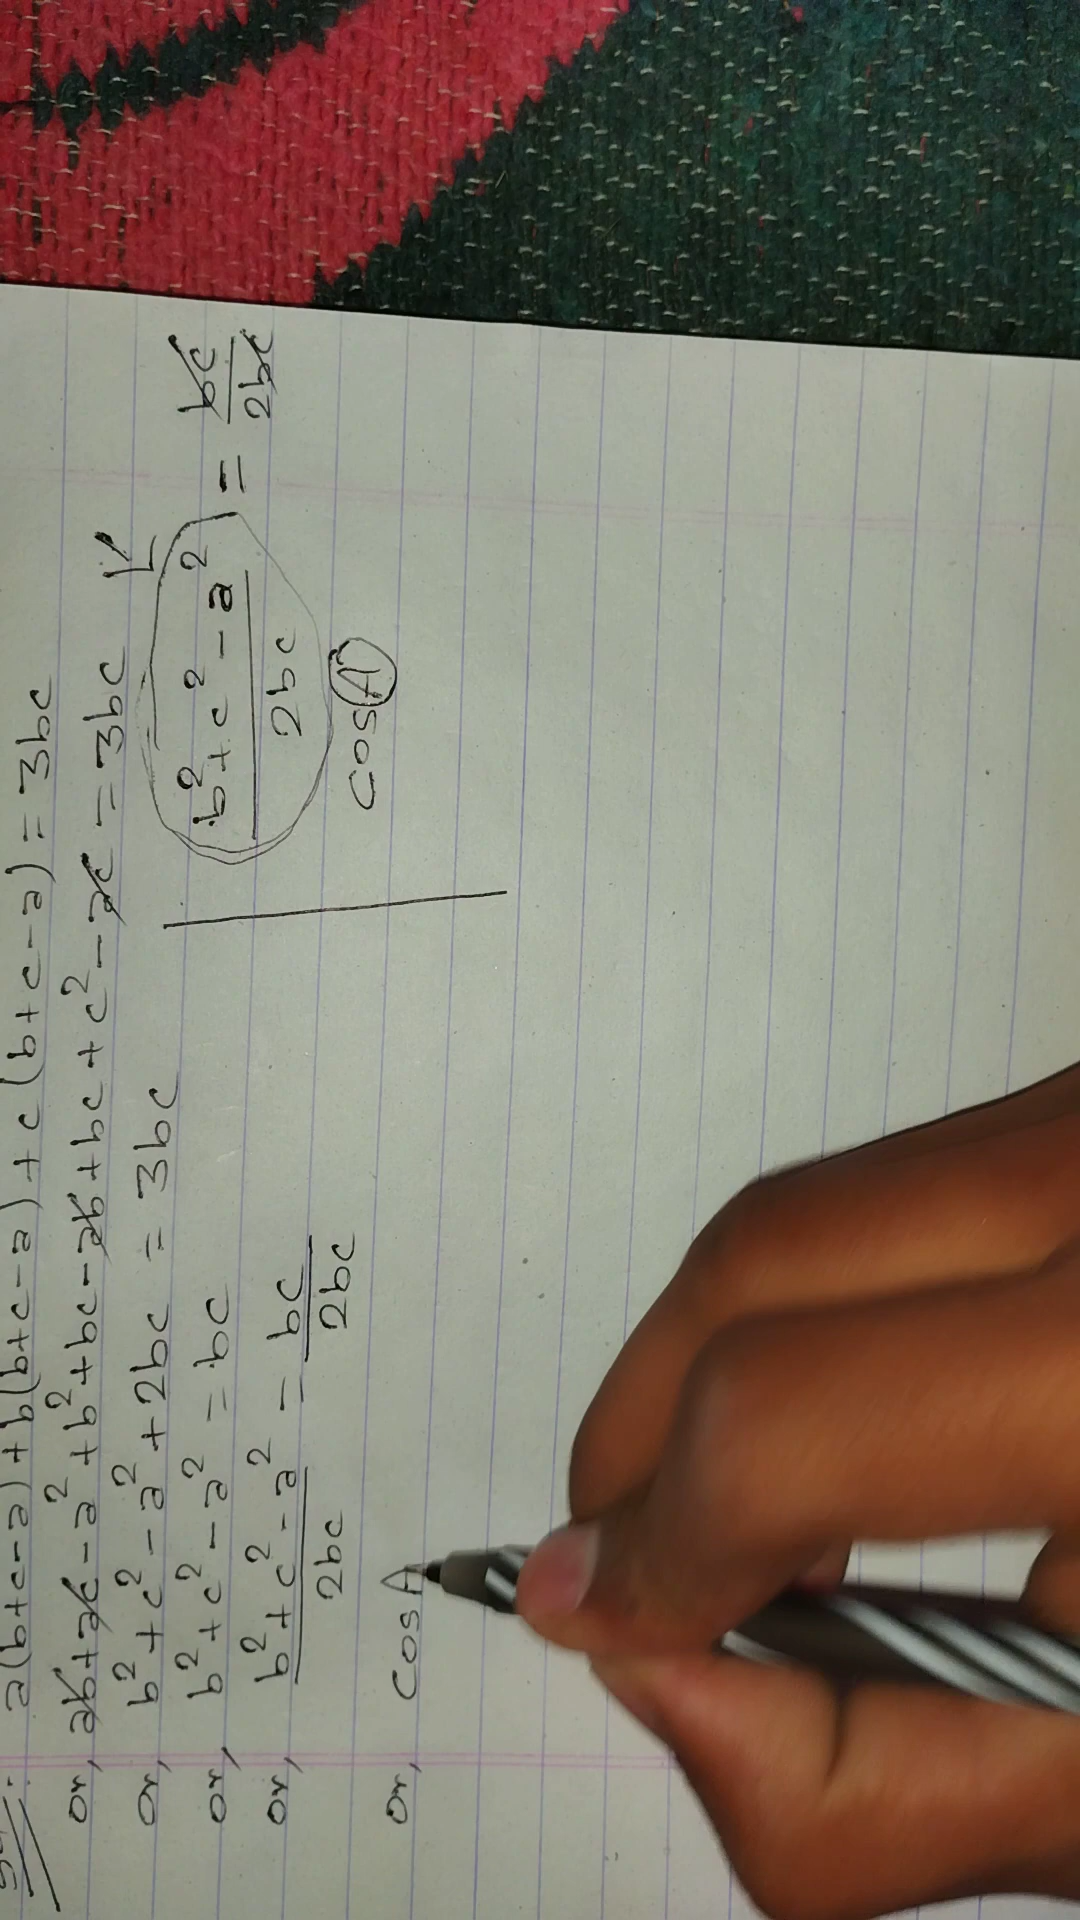 a(b+c-a)+b(b+c-a)+c(b+c-a)=3bc
or, ab+ac-a²+b²+bc-ab+bc+c²-ac=3bc
or, b²+c²-a²+2bc = 3bc
or, b²+c²-a² = bc
or, (b²+c²-a²)/2bc = bc/2bc
or, cos A
(b²+c²-a²)/2bc = bc/2bc
cos A